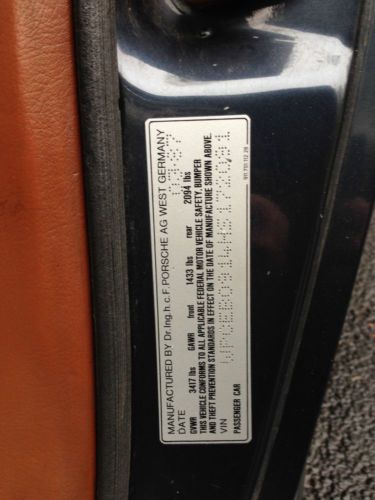 MANUFACTURED BY Dr.Ing.h.c.F.PORSCHE AG WEST GERMANY
DATE
GVWR 3417 lbs GAWR front 1433 lbs rear 2094 lbs
THIS VEHICLE CONFORMS TO ALL APPLICABLE FEDERAL MOTOR VEHICLE SAFETY, BUMPER
AND THEFT PREVENTION STANDARDS IN EFFECT ON THE DATE OF MANUFACTURE SHOWN ABOVE.
VIN
PASSENGER CAR